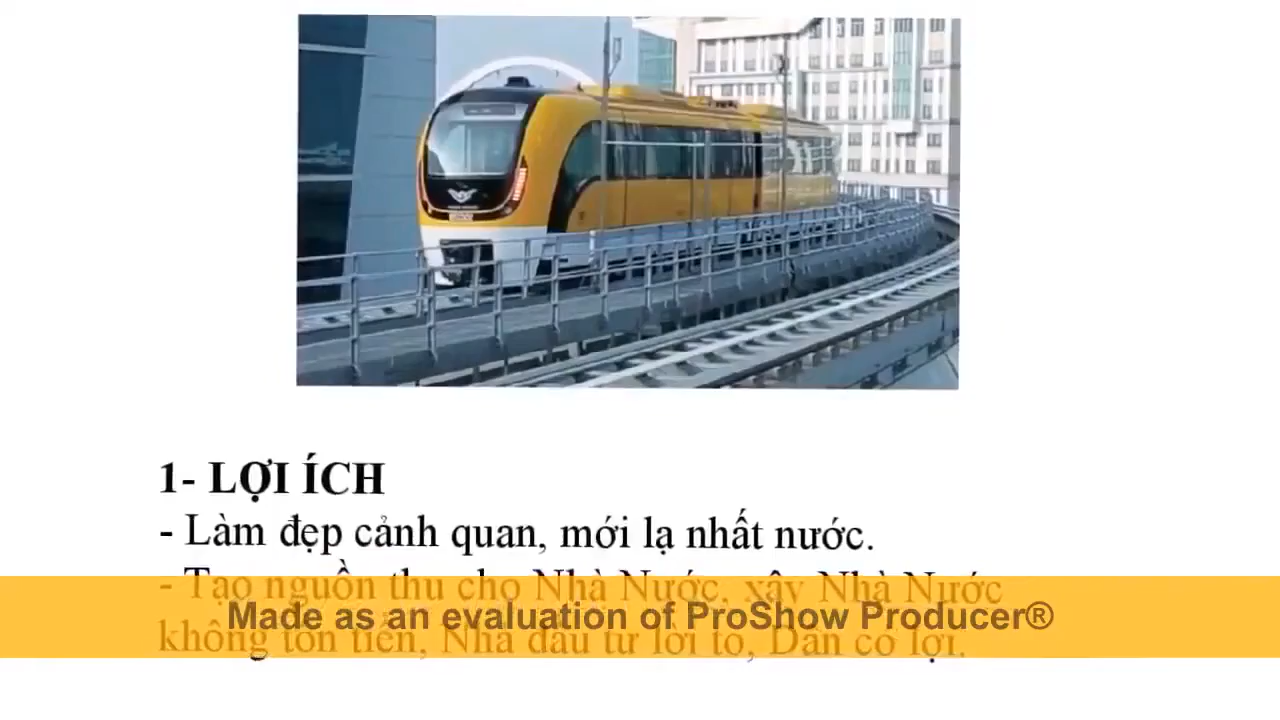 1- LỢI ÍCH
- Làm đẹp cảnh quan, mới lạ nhất nước.
- Tạo nguồn thu cho Nhà Nước, xây Nhà Nước
Made as an evaluation of ProShow Producer®
không tốn tiền, Nhà đầu tư lời to, Dân có lợi.